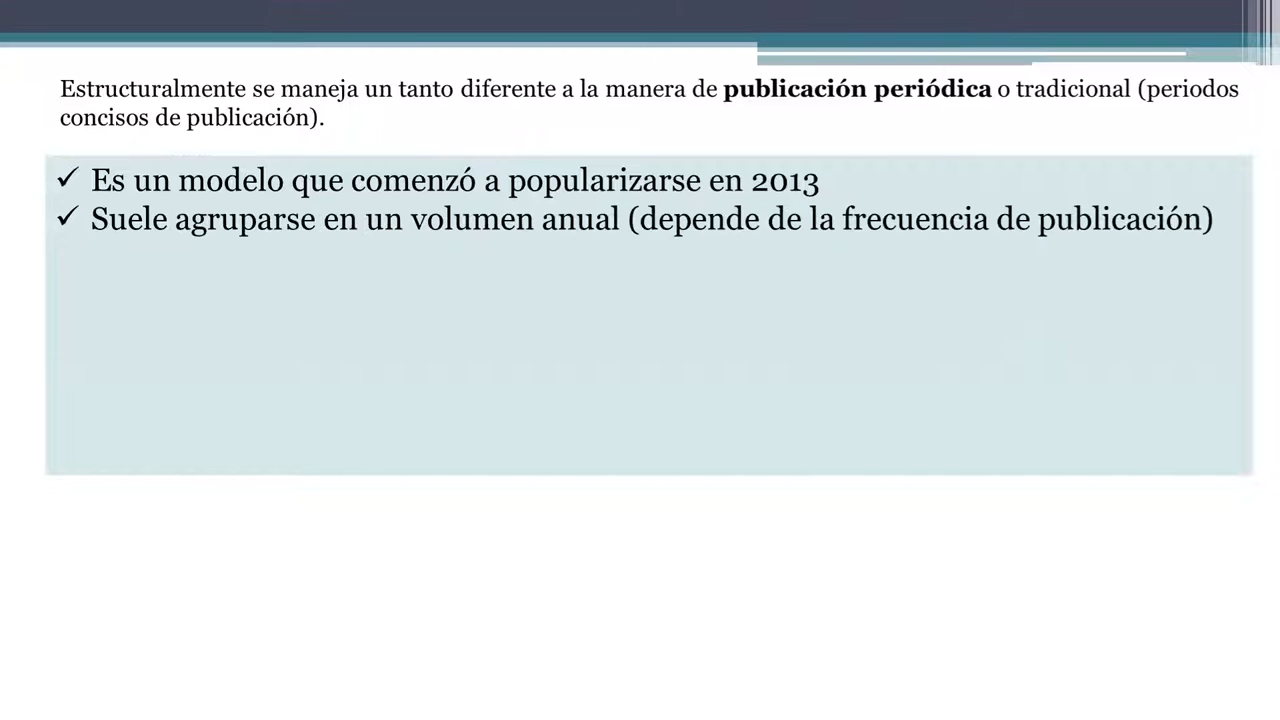 Estructuralmente se maneja un tanto diferente a la manera de publicación periódica o tradicional (periodos
concisos de publicación).
✓ Es un modelo que comenzó a popularizarse en 2013
✓ Suele agruparse en un volumen anual (depende de la frecuencia de publicación)